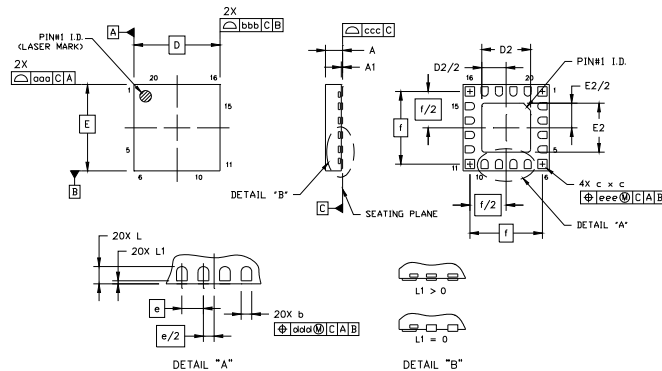 2X
⌓ bbb C B
A
D
PIN#1 I.D.
(LASER MARK)
2X
⌓ aaa C A
1
20
16
15
E
5
11
6
10
B
⌓ ccc C
A
A1
DETAIL "B"
C
SEATING PLANE
D2
D2/2
PIN#1 I.D.
16
20
1
15
E2/2
f/2
f
E2
5
11
10
6
4X c x c
⌖ eee Ⓜ C A B
f/2
DETAIL "A"
f
20X L
20X L1
e
20X b
⌖ ddd Ⓜ C A B
e/2
DETAIL "A"
L1 > 0
L1 = 0
DETAIL "B"